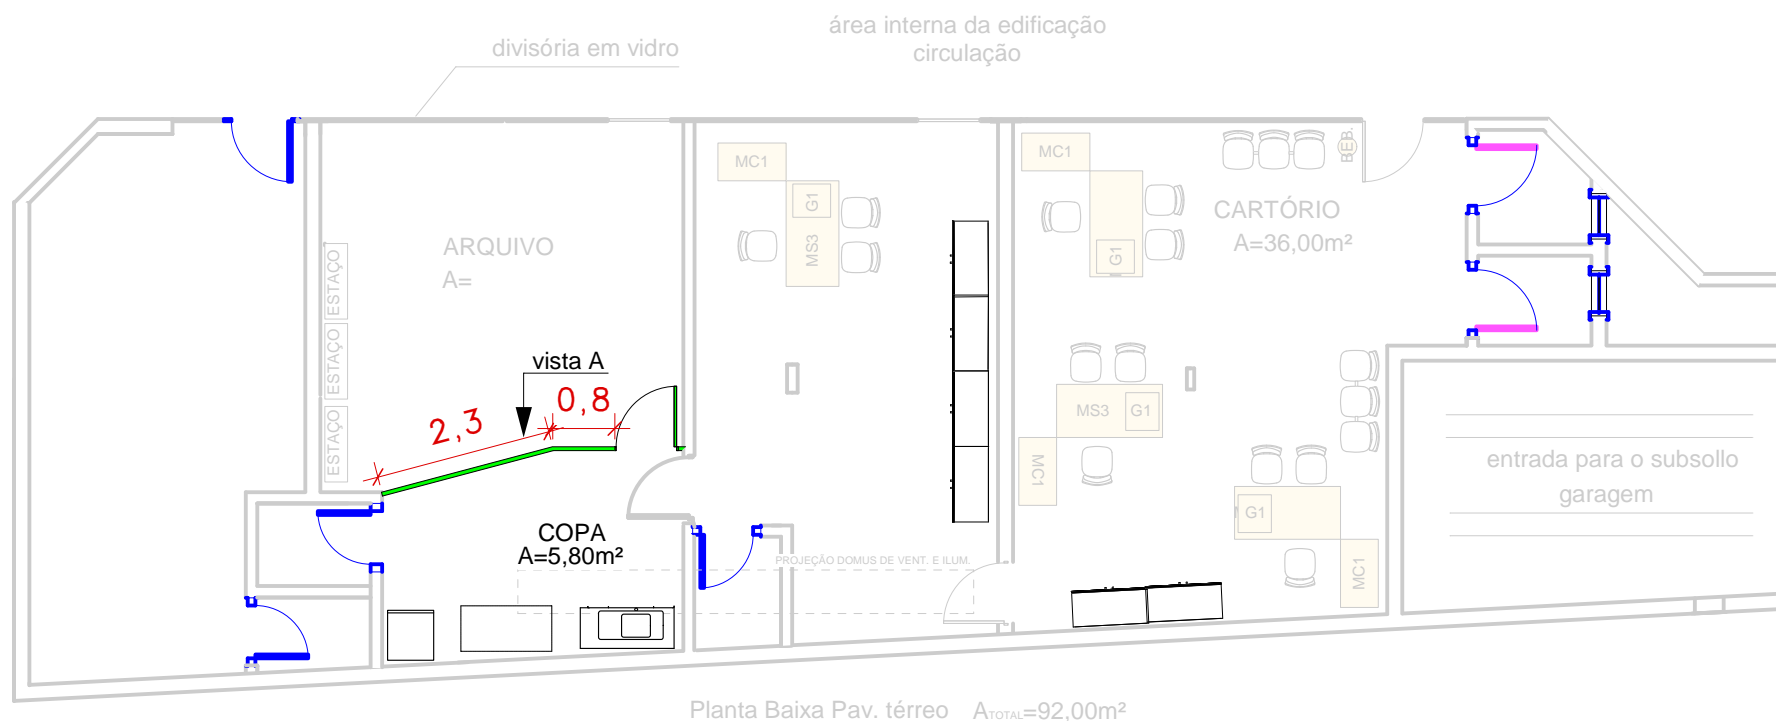 área interna da edificação
circulação
divisória em vidro
MC1
G1
MS3
MC1
G1
BEB.
CARTÓRIO
A=36,00m²
ARQUIVO
A=
ESTAÇO
ESTAÇO
ESTAÇO
vista A
2,3
0,8
MS3
G1
MC1
G1
MC1
entrada para o subsollo
garagem
COPA
A=5,80m²
PROJEÇÃO DOMUS DE VENT. E ILUM.
Planta Baixa Pav. térreo ATOTAL=92,00m²